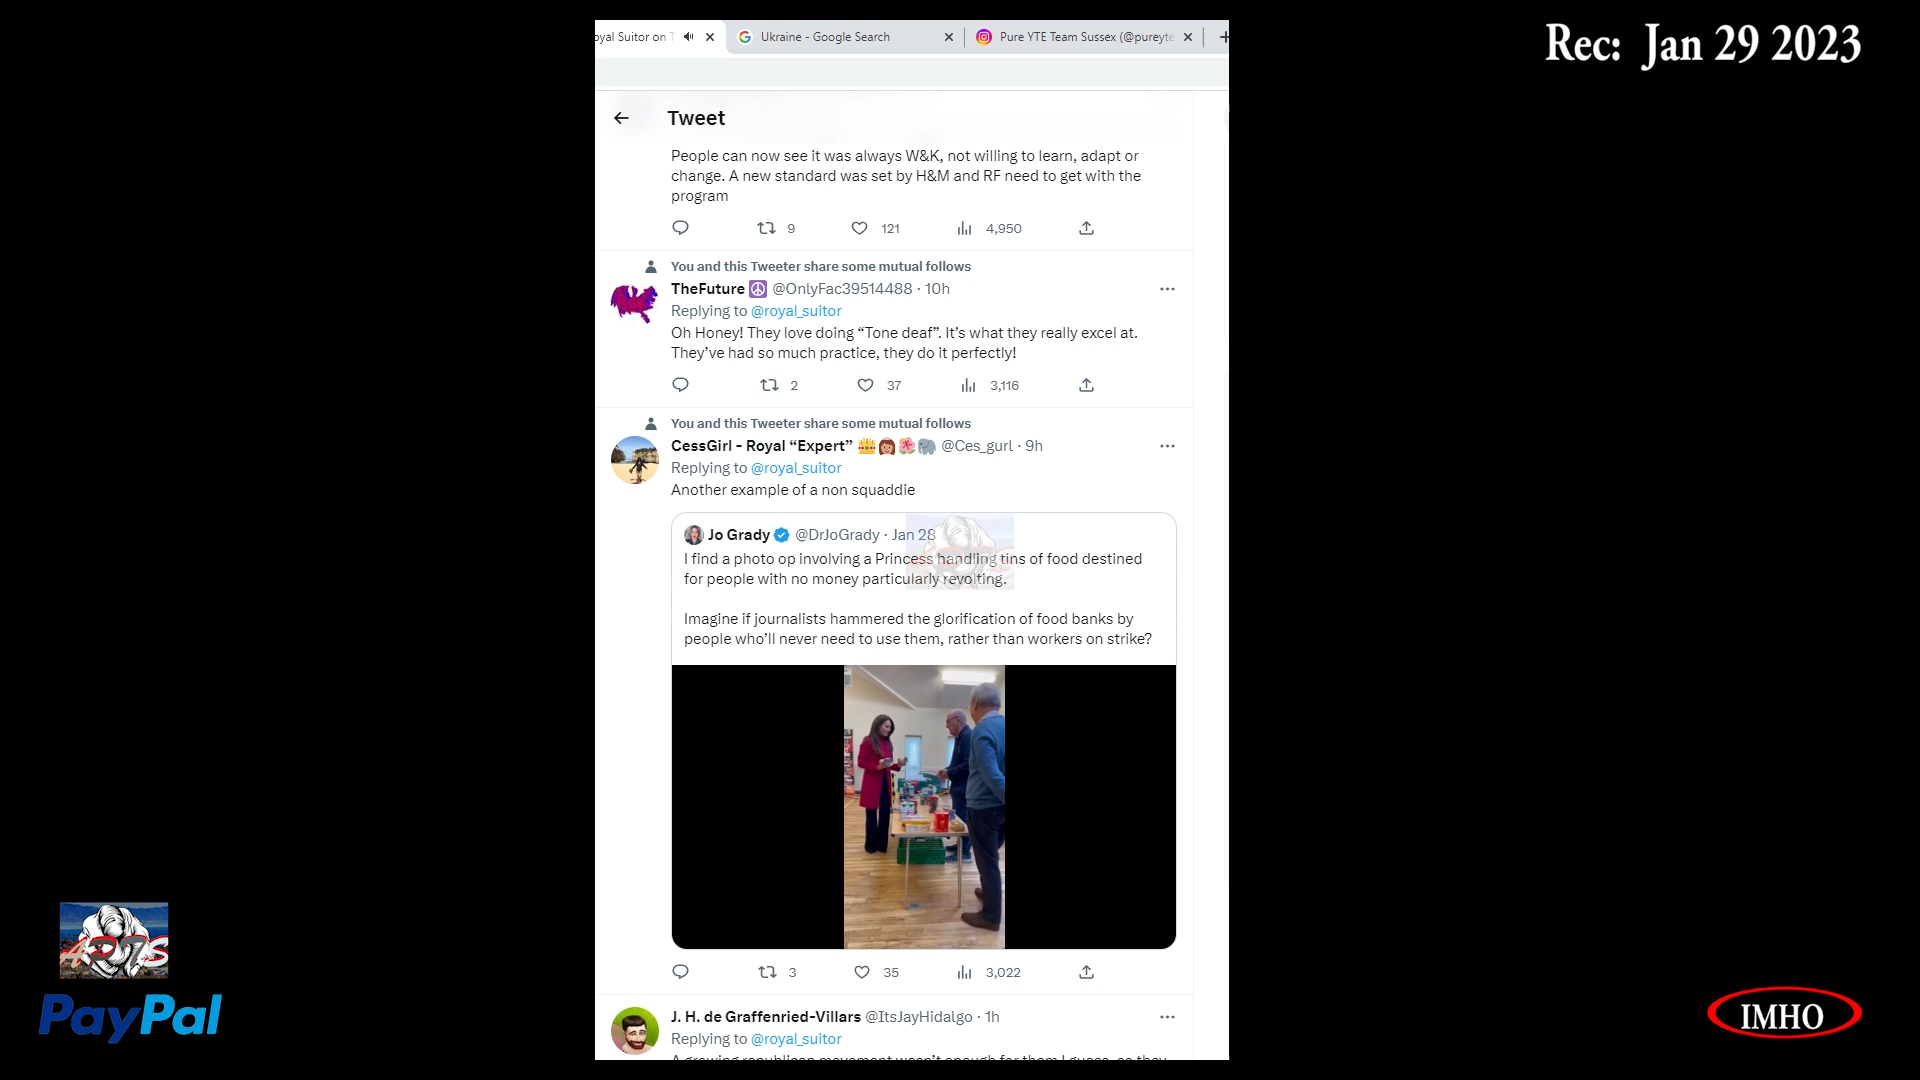 Rec: Jan 29 2023
oyal Suitor on T
Ukraine - Google Search
Pure YTE Team Sussex (@pureyte
Tweet
People can now see it was always W&K, not willing to learn, adapt or
change. A new standard was set by H&M and RF need to get with the
program
9 121 4,950
You and this Tweeter share some mutual follows
TheFuture @OnlyFac39514488 · 10h
Replying to @royal_suitor
Oh Honey! They love doing “Tone deaf”. It’s what they really excel at.
They’ve had so much practice, they do it perfectly!
2 37 3,116
You and this Tweeter share some mutual follows
CessGirl - Royal “Expert” @Ces_gurl · 9h
Replying to @royal_suitor
Another example of a non squaddie
Jo Grady @DrJoGrady · Jan 28
I find a photo op involving a Princess handling tins of food destined
for people with no money particularly revolting.
Imagine if journalists hammered the glorification of food banks by
people who’ll never need to use them, rather than workers on strike?
3 35 3,022
J. H. de Graffenried-Villars @ItsJayHidalgo · 1h
Replying to @royal_suitor
A growing republican movement wasn’t enough for them I guess, so they
PayPal
IMHO